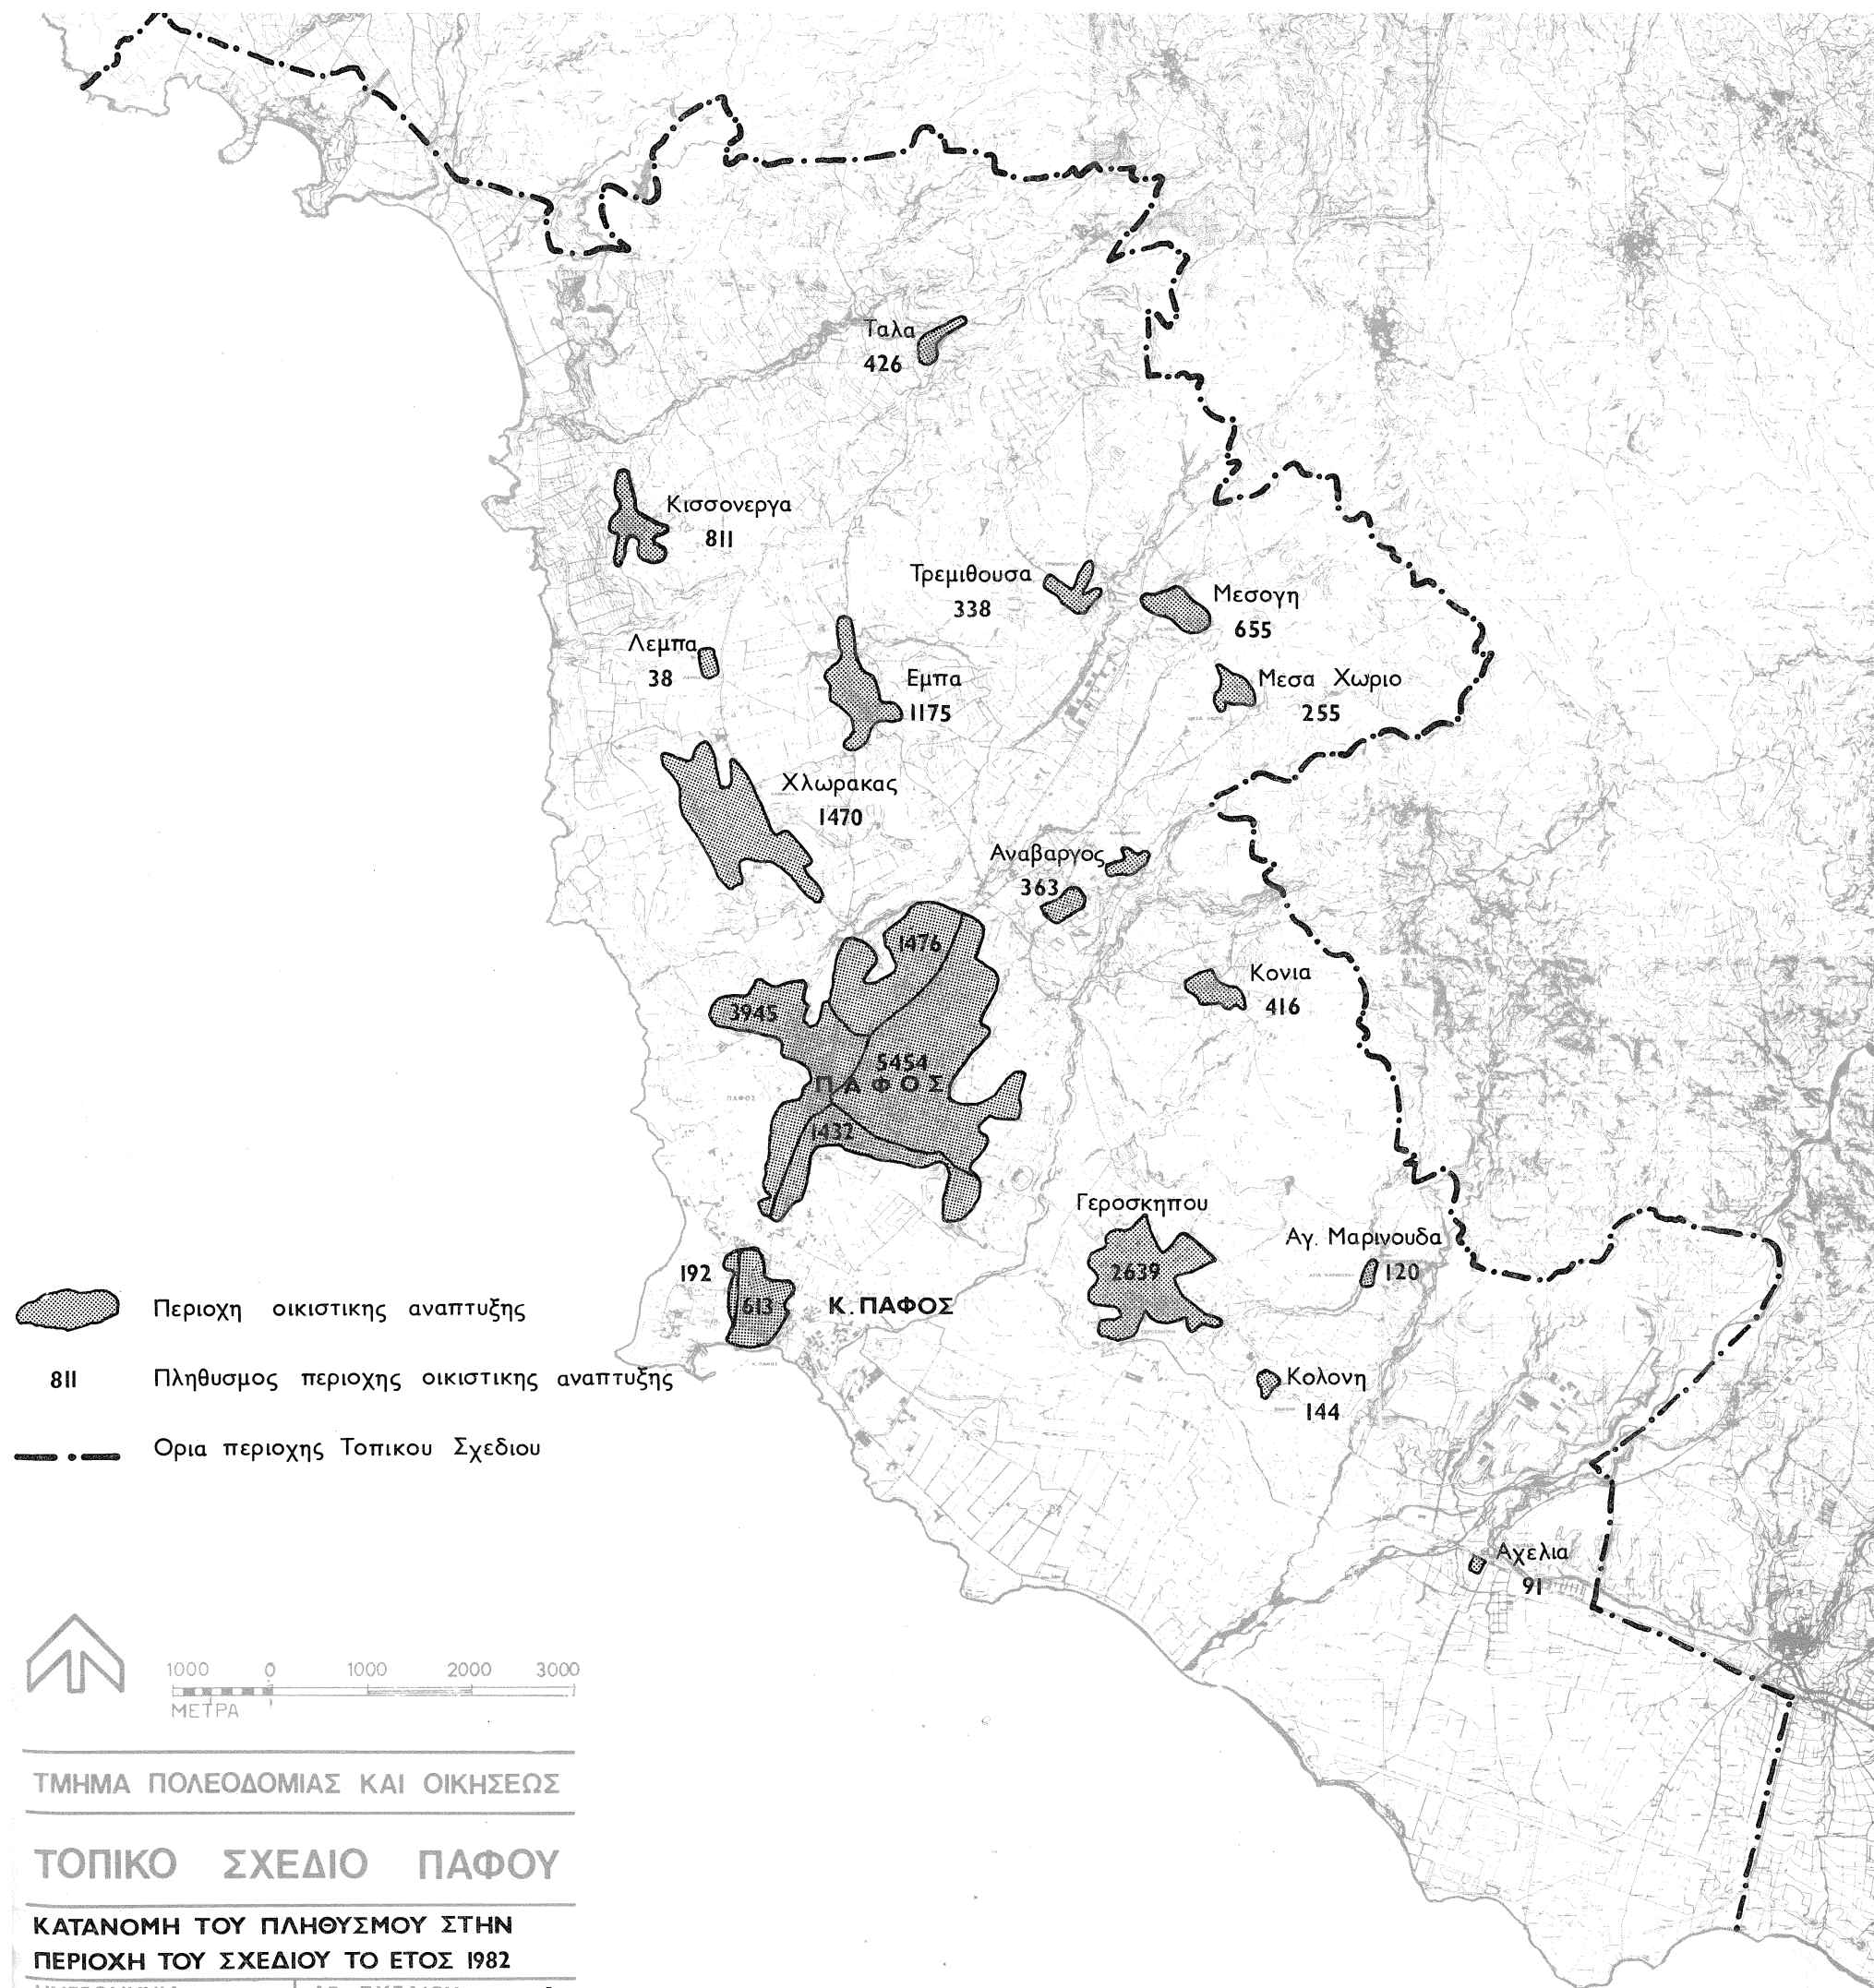 Ταλα
426
Κισσονεργα
811
Τρεμιθουσα
338
Μεσογη
655
Λεμπα
38
Εμπα
1175
Μεσα Χωριο
255
Χλωρακας
1470
Αναβαργος
363
1476
Κονια
416
3945
5454
ΠΑΦΟΣ
ΠΑΦΟΣ
1432
Γεροσκηπου
2639
Αγ. Μαρινουδα
120
192
613
Κ. ΠΑΦΟΣ
Κ. ΠΑΦΟΣ
Κολονη
144
Αχελια
91
Περιοχη οικιστικης αναπτυξης
811 Πληθυσμος περιοχης οικιστικης αναπτυξης
Ορια περιοχης Τοπικου Σχεδιου
1000 0 1000 2000 3000
ΜΕΤΡΑ
ΤΜΗΜΑ ΠΟΛΕΟΔΟΜΙΑΣ ΚΑΙ ΟΙΚΗΣΕΩΣ
ΤΟΠΙΚΟ ΣΧΕΔΙΟ ΠΑΦΟΥ
ΚΑΤΑΝΟΜΗ ΤΟΥ ΠΛΗΘΥΣΜΟΥ ΣΤΗΝ
ΠΕΡΙΟΧΗ ΤΟΥ ΣΧΕΔΙΟΥ ΤΟ ΕΤΟΣ 1982